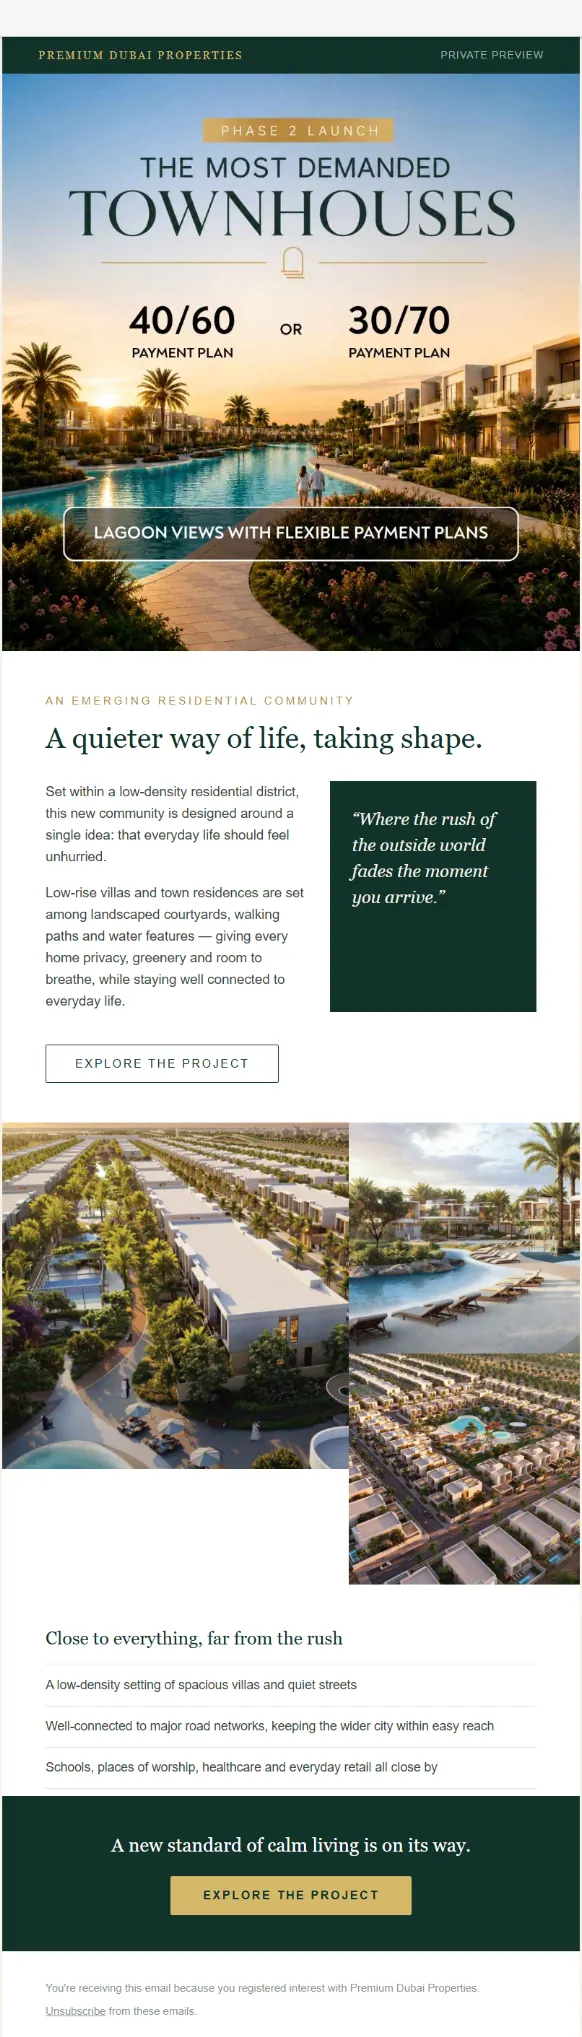 PREMIUM DUBAI PROPERTIES
PRIVATE PREVIEW
PHASE 2 LAUNCH
THE MOST DEMANDED
TOWNHOUSES
40/60
PAYMENT PLAN
OR
30/70
PAYMENT PLAN
LAGOON VIEWS WITH FLEXIBLE PAYMENT PLANS
AN EMERGING RESIDENTIAL COMMUNITY
A quieter way of life, taking shape.
Set within a low-density residential district,
this new community is designed around a
single idea: that everyday life should feel
unhurried.
Low-rise villas and town residences are set
among landscaped courtyards, walking
paths and water features — giving every
home privacy, greenery and room to
breathe, while staying well connected to
everyday life.
“Where the rush of
the outside world
fades the moment
you arrive.”
EXPLORE THE PROJECT
Close to everything, far from the rush
A low-density setting of spacious villas and quiet streets
Well-connected to major road networks, keeping the wider city within easy reach
Schools, places of worship, healthcare and everyday retail all close by
A new standard of calm living is on its way.
EXPLORE THE PROJECT
You're receiving this email because you registered interest with Premium Dubai Properties.
Unsubscribe from these emails.